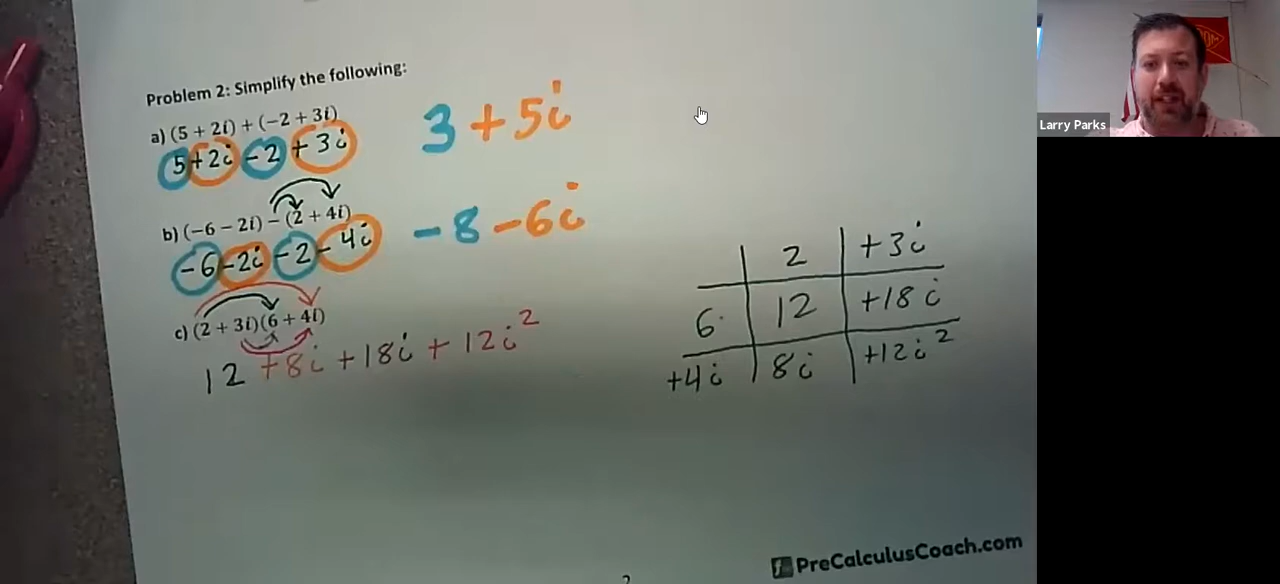 Problem 2: Simplify the following:
a) (5 + 2i) + (−2 + 3i)
5+2i -2 + 3i
3 + 5i
b) (−6 − 2i) − (2 + 4i)
-6 -2i -2 - 4i
-8 -6i
c) (2 + 3i)(6 + 4i)
12 +8i +18i + 12i²
2 +3i
6 12 +18i
+4i 8i +12i²
PreCalculusCoach.com
2
Larry Parks